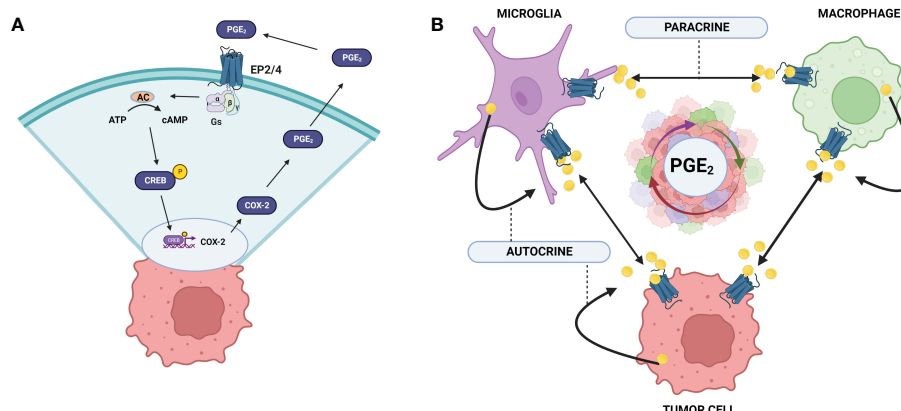 A
PGE₂
PGE₂
EP2/4
AC
α
β
Gs
ATP
cAMP
PGE₂
CREB
P
COX-2
CREB
COX-2
B
MICROGLIA
MACROPHAGE
PARACRINE
PGE₂
AUTOCRINE
TUMOR CELL